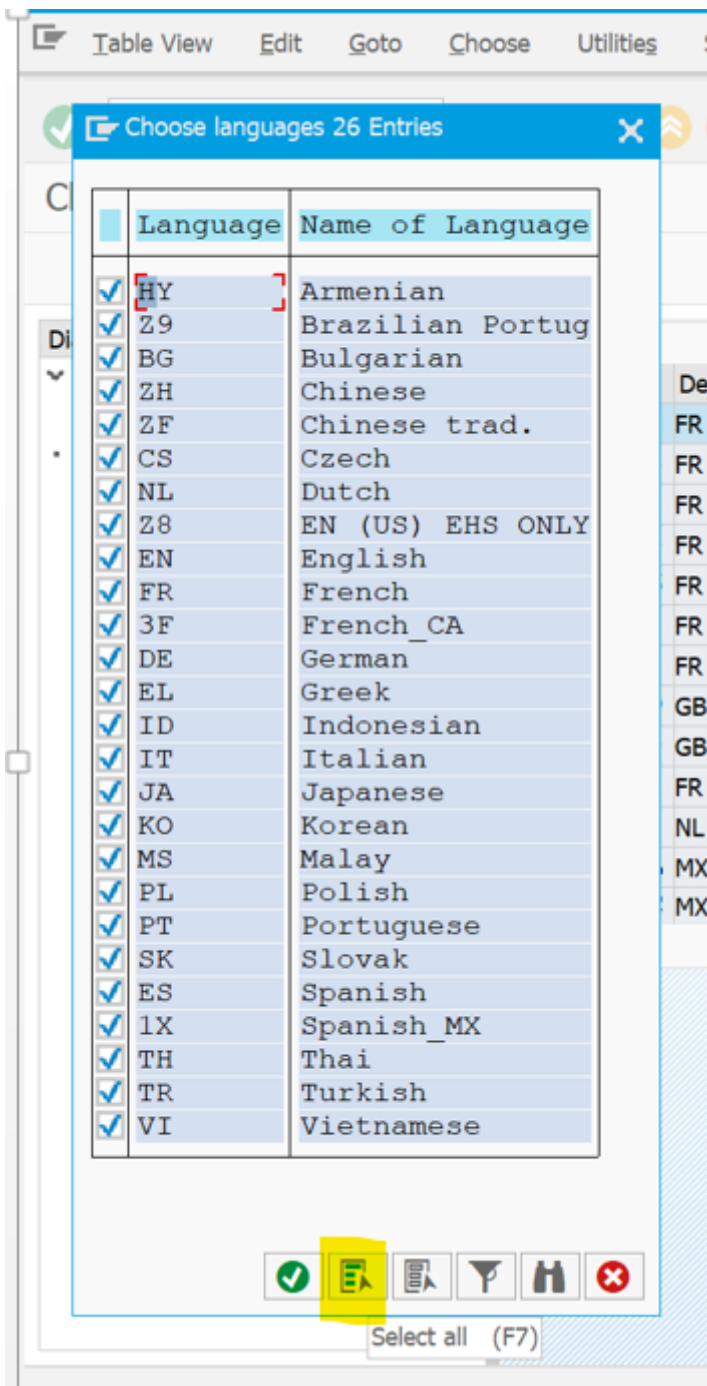 Table View Edit Goto Choose Utilities
Choose languages 26 Entries
Language Name of Language
HY Armenian
Z9 Brazilian Portug
BG Bulgarian
ZH Chinese
ZF Chinese trad.
CS Czech
NL Dutch
Z8 EN (US) EHS ONLY
EN English
FR French
3F French_CA
DE German
EL Greek
ID Indonesian
IT Italian
JA Japanese
KO Korean
MS Malay
PL Polish
PT Portuguese
SK Slovak
ES Spanish
1X Spanish_MX
TH Thai
TR Turkish
VI Vietnamese
Select all (F7)
Di
De
FR
FR
FR
FR
FR
FR
FR
GB
GB
FR
NL
MX
MX